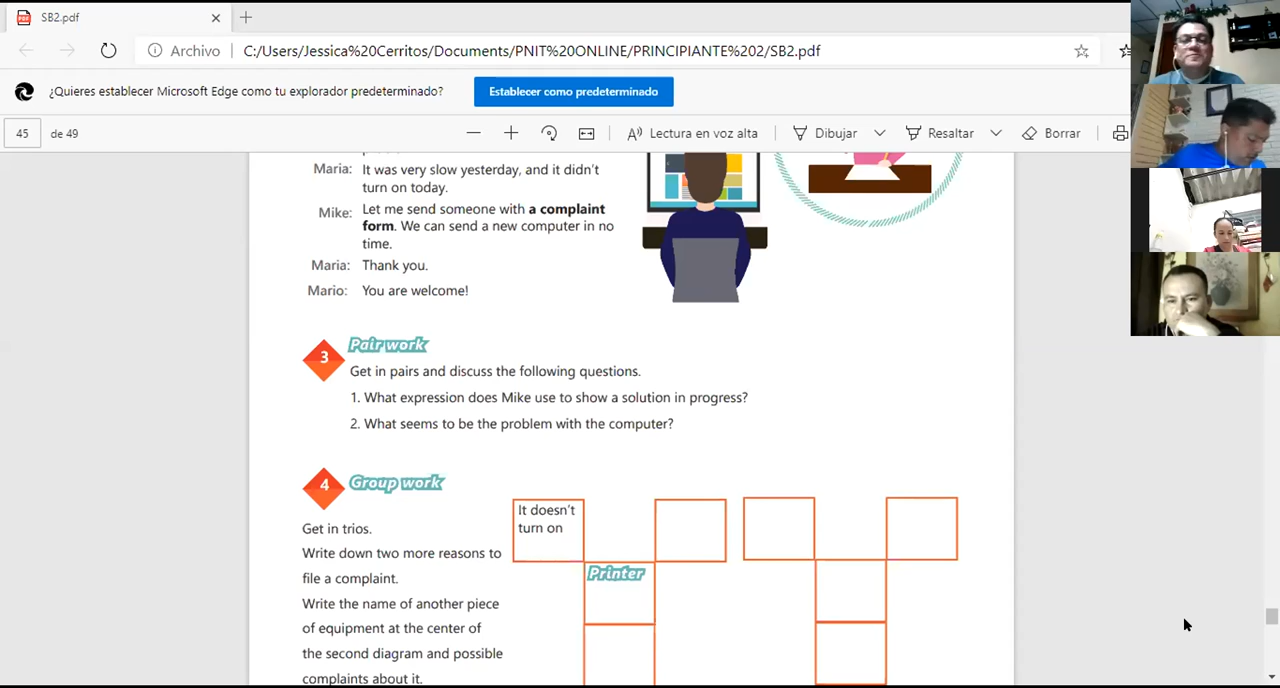 SB2.pdf
Archivo
C:/Users/Jessica%20Cerritos/Documents/PNIT%20ONLINE/PRINCIPIANTE%202/SB2.pdf
¿Quieres establecer Microsoft Edge como tu explorador predeterminado?
Establecer como predeterminado
45 de 49
Lectura en voz alta
Dibujar
Resaltar
Borrar
Maria: It was very slow yesterday, and it didn't
turn on today.
Mike: Let me send someone with a complaint
form. We can send a new computer in no
time.
Maria: Thank you.
Mario: You are welcome!
3 Pair work
Get in pairs and discuss the following questions.
1. What expression does Mike use to show a solution in progress?
2. What seems to be the problem with the computer?
4 Group work
Get in trios.
Write down two more reasons to
file a complaint.
Write the name of another piece
of equipment at the center of
the second diagram and possible
complaints about it.
It doesn't
turn on
Printer